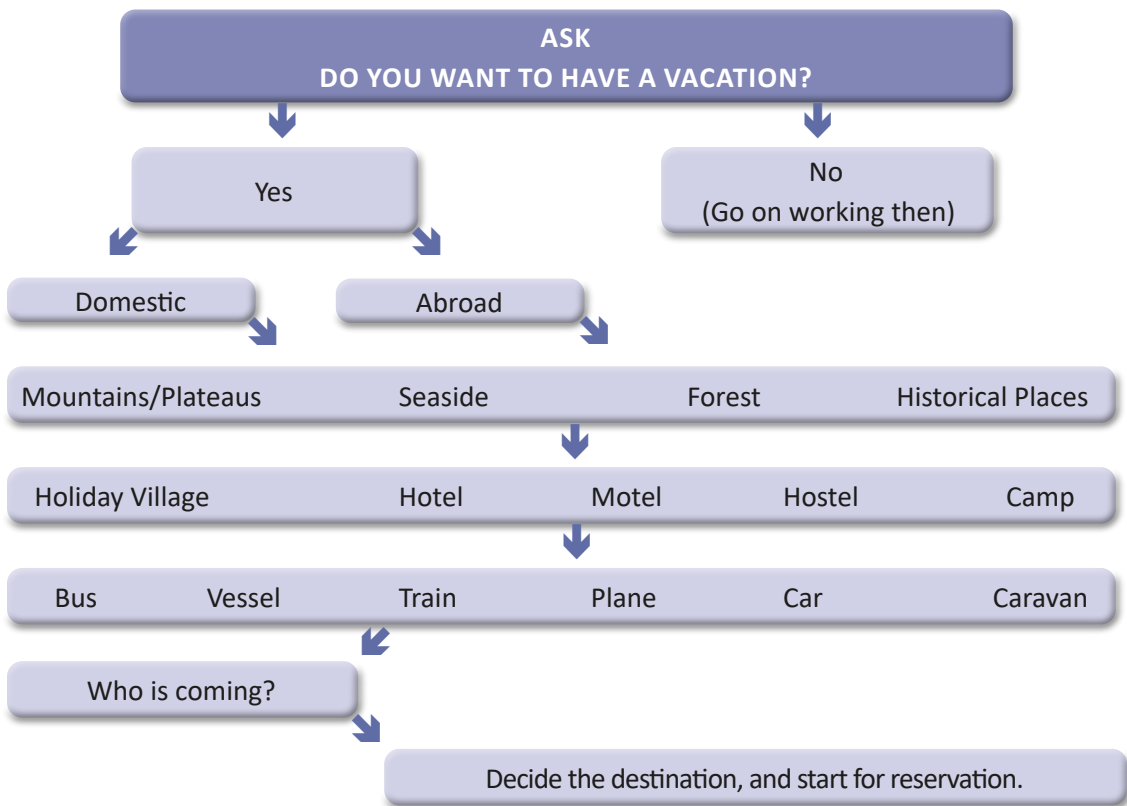 ASK
DO YOU WANT TO HAVE A VACATION?
Yes
No
(Go on working then)
Domestic
Abroad
Mountains/Plateaus Seaside Forest Historical Places
Holiday Village Hotel Motel Hostel Camp
Bus Vessel Train Plane Car Caravan
Who is coming?
Decide the destination, and start for reservation.